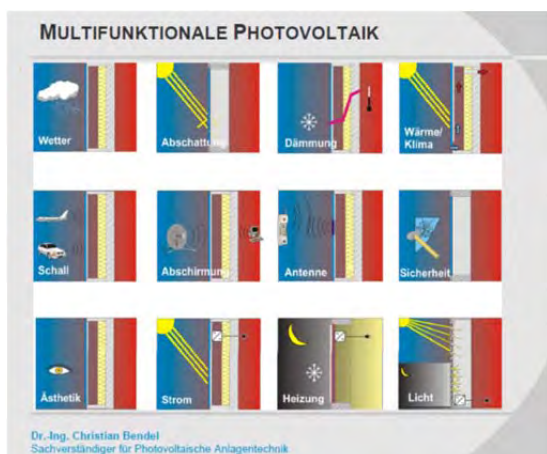 MULTIFUNKTIONALE PHOTOVOLTAIK
Wetter
Abschattung
Dämmung
Wärme/
Klima
Schall
Abschirmung
Antenne
Sicherheit
Ästhetik
Strom
Heizung
Licht
Dr.-Ing. Christian Bendel
Sachverständiger für Photovoltaische Anlagentechnik